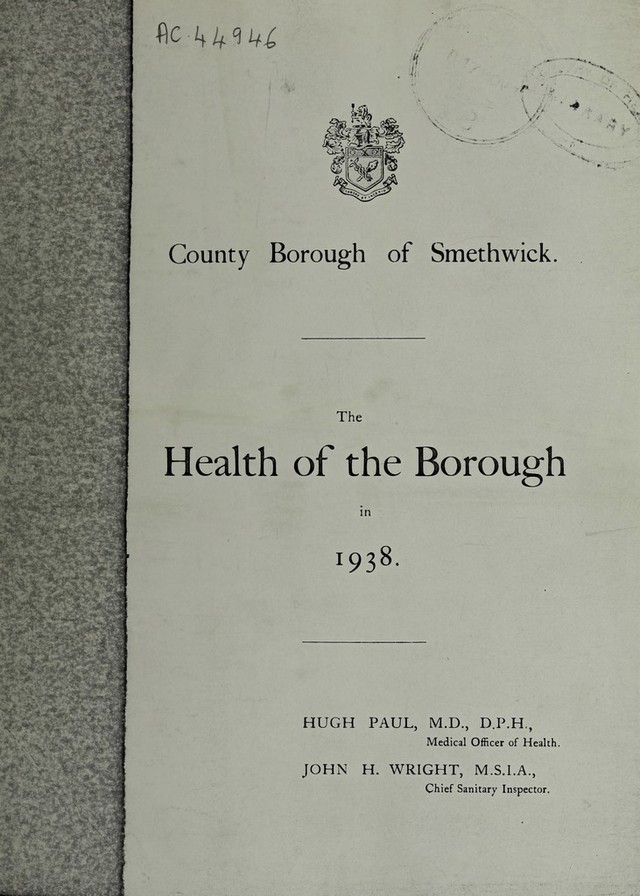 AC 44946
County Borough of Smethwick.
The
Health of the Borough
in
1938.
HUGH PAUL, M.D., D.P.H.,
Medical Officer of Health.
JOHN H. WRIGHT, M.S.I.A.,
Chief Sanitary Inspector.